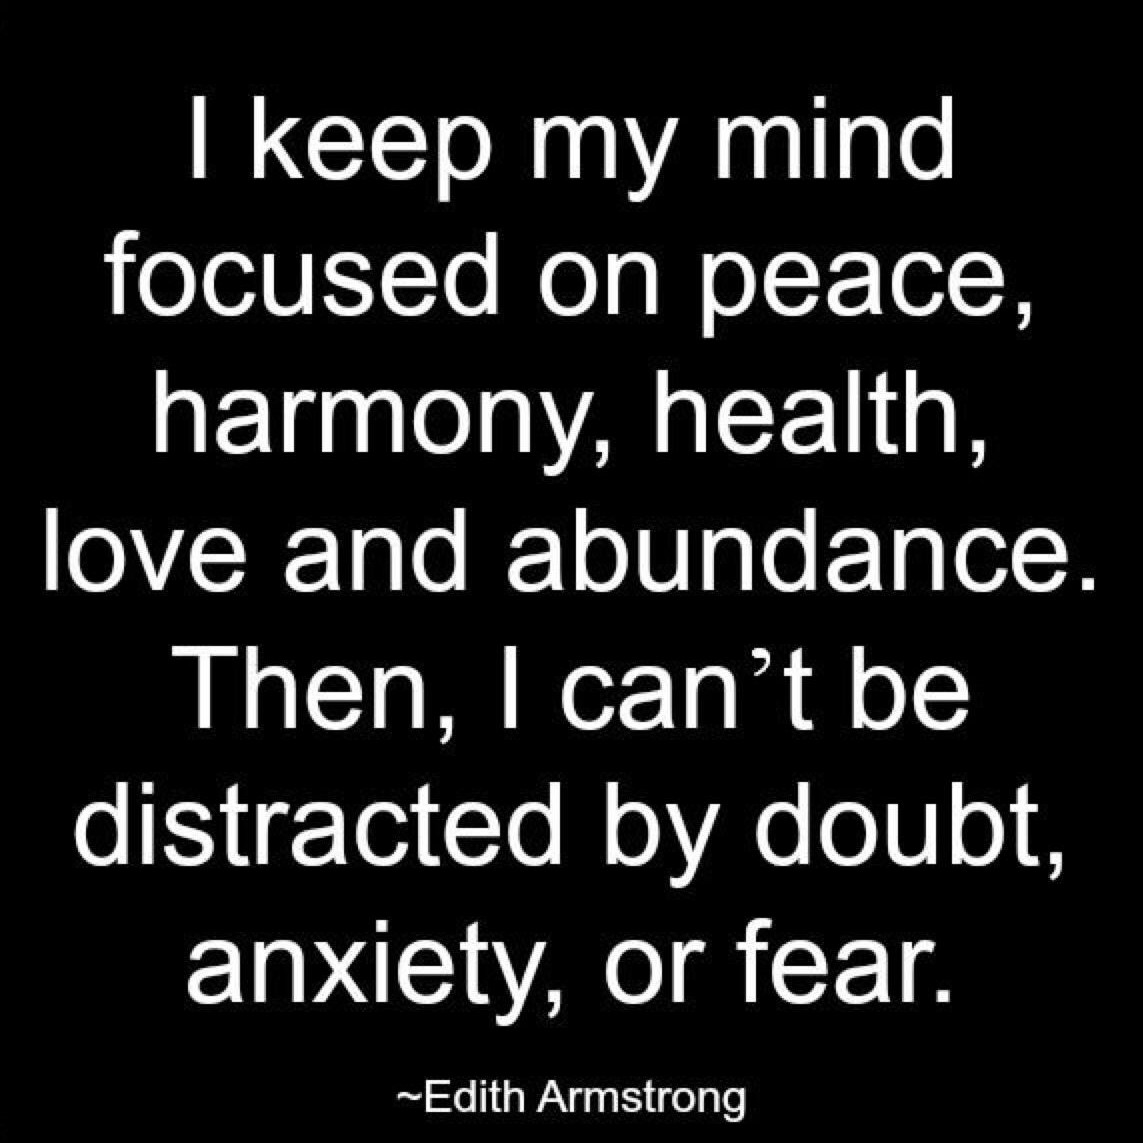 I keep my mind
focused on peace,
harmony, health,
love and abundance.
Then, I can’t be
distracted by doubt,
anxiety, or fear.
~Edith Armstrong